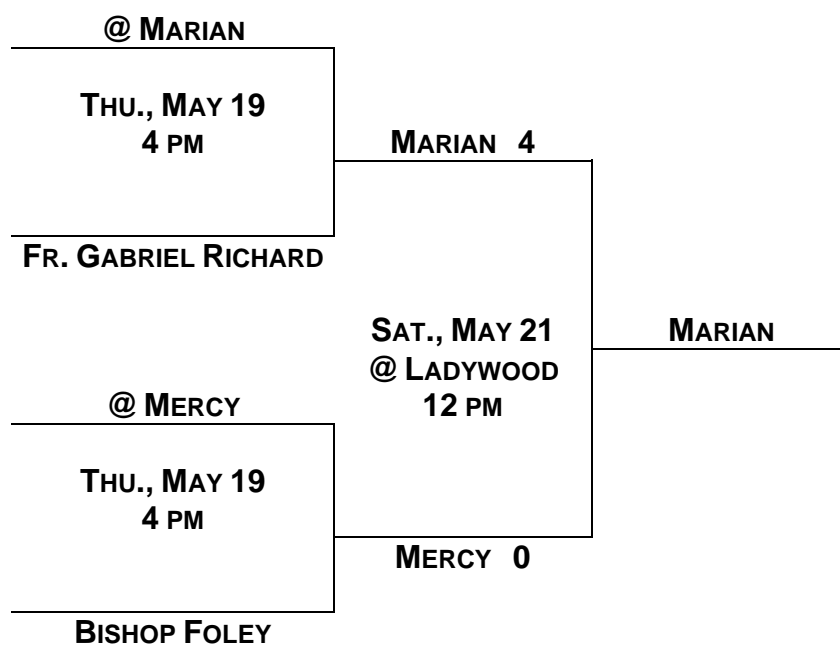 @ MARIAN
THU., MAY 19
4 PM
MARIAN 4
FR. GABRIEL RICHARD
SAT., MAY 21
@ LADYWOOD
12 PM
MARIAN
@ MERCY
THU., MAY 19
4 PM
MERCY 0
BISHOP FOLEY